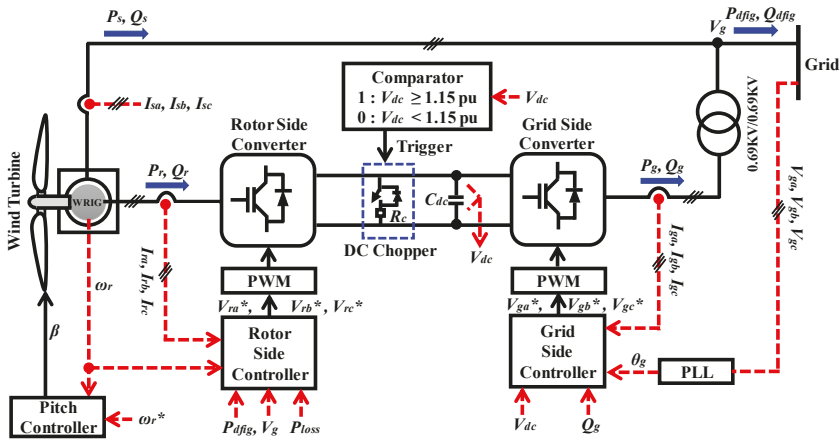 Ps, Qs
Vg
Pdfig, Qdfig
Grid
Isa, Isb, Isc
Comparator
1 : Vdc ≥ 1.15 pu
0 : Vdc < 1.15 pu
Vdc
0.69KV/0.69KV
Rotor Side
Converter
Grid Side
Converter
Trigger
Wind Turbine
WRIG
Pr, Qr
Pg, Qg
Cdc
Rc
DC Chopper
Vdc
Vga, Vgb, Vgc
Ira, Irb, Irc
Iga, Igb, Igc
ωr
PWM
PWM
Vra*, Vrb*, Vrc*
Vga*, Vgb*, Vgc*
β
Rotor
Side
Controller
Grid
Side
Controller
θg
PLL
Pitch
Controller
ωr*
Pdfig, Vg
Ploss
Vdc
Qg